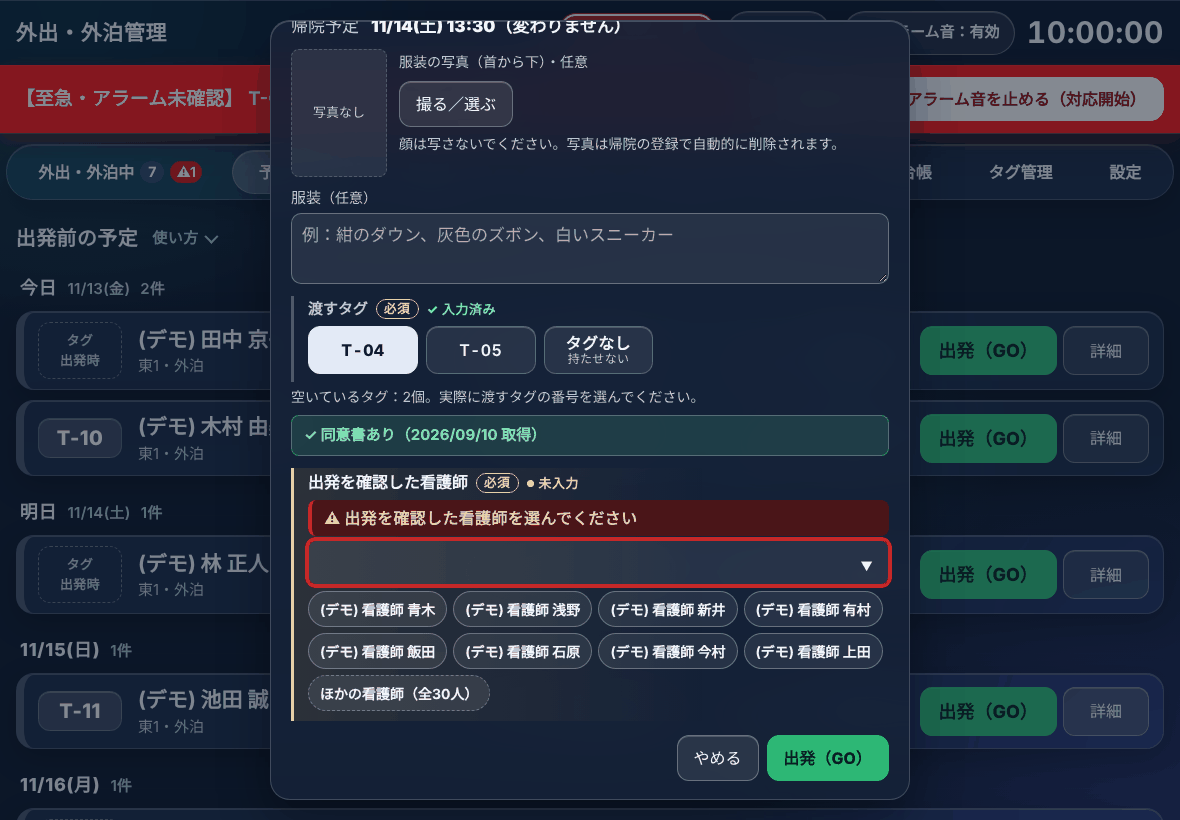 外出・外泊管理
ーム音：有効
10:00:00
【至急・アラーム未確認】 T-
アラーム音を止める（対応開始）
外出・外泊中 7 ⚠1
予
台帳
タグ管理
設定
出発前の予定 使い方
今日 11/13(金) 2件
タグ
出発時
(デモ) 田中 京
東1・外泊
出発（GO）
詳細
T-10
(デモ) 木村 由
東1・外泊
出発（GO）
詳細
明日 11/14(土) 1件
タグ
出発時
(デモ) 林 正人
東1・外泊
出発（GO）
詳細
11/15(日) 1件
T-11
(デモ) 池田 誠
東1・外泊
出発（GO）
詳細
11/16(月) 1件
帰院予定 11/14(土) 13:30（変わりません）
写真なし
服装の写真（首から下）・任意
撮る／選ぶ
顔は写さないでください。写真は帰院の登録で自動的に削除されます。
服装（任意）
例：紺のダウン、灰色のズボン、白いスニーカー
渡すタグ 必須 ✓ 入力済み
T-04
T-05
タグなし
持たせない
空いているタグ：2個。実際に渡すタグの番号を選んでください。
✓ 同意書あり（2026/09/10 取得）
出発を確認した看護師 必須 ● 未入力
⚠ 出発を確認した看護師を選んでください
▼
(デモ) 看護師 青木
(デモ) 看護師 浅野
(デモ) 看護師 新井
(デモ) 看護師 有村
(デモ) 看護師 飯田
(デモ) 看護師 石原
(デモ) 看護師 今村
(デモ) 看護師 上田
ほかの看護師（全30人）
やめる
出発（GO）